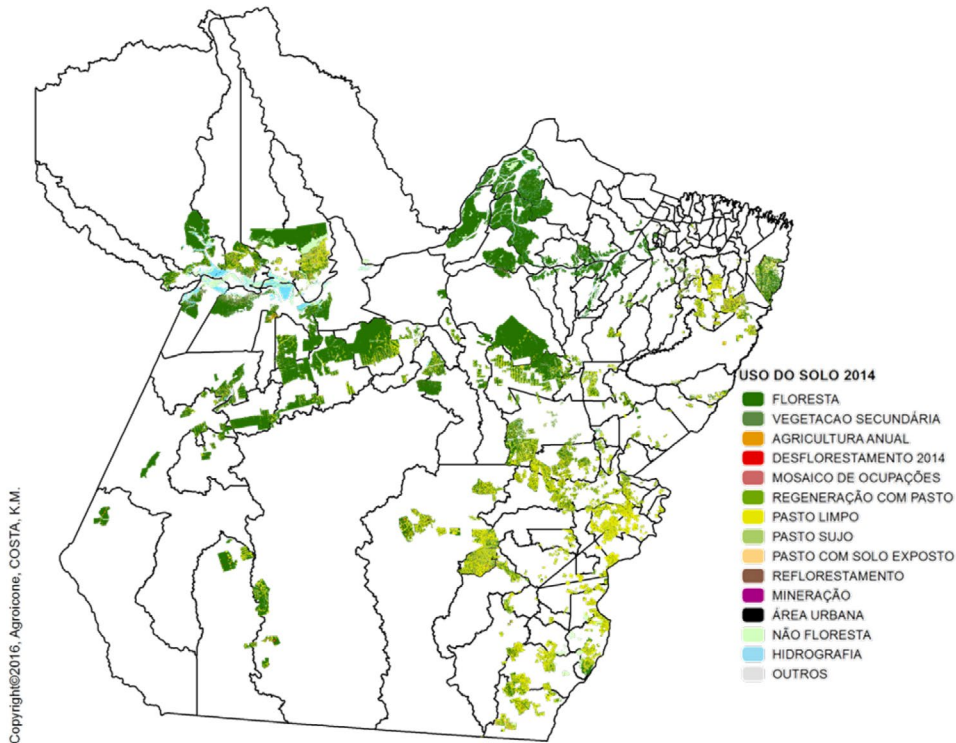 USO DO SOLO 2014
FLORESTA
VEGETACAO SECUNDÁRIA
AGRICULTURA ANUAL
DESFLORESTAMENTO 2014
MOSAICO DE OCUPAÇÕES
REGENERAÇÃO COM PASTO
PASTO LIMPO
PASTO SUJO
PASTO COM SOLO EXPOSTO
REFLORESTAMENTO
MINERAÇÃO
ÁREA URBANA
NÃO FLORESTA
HIDROGRAFIA
OUTROS
Copyright©2016, Agroicone, COSTA, K.M.